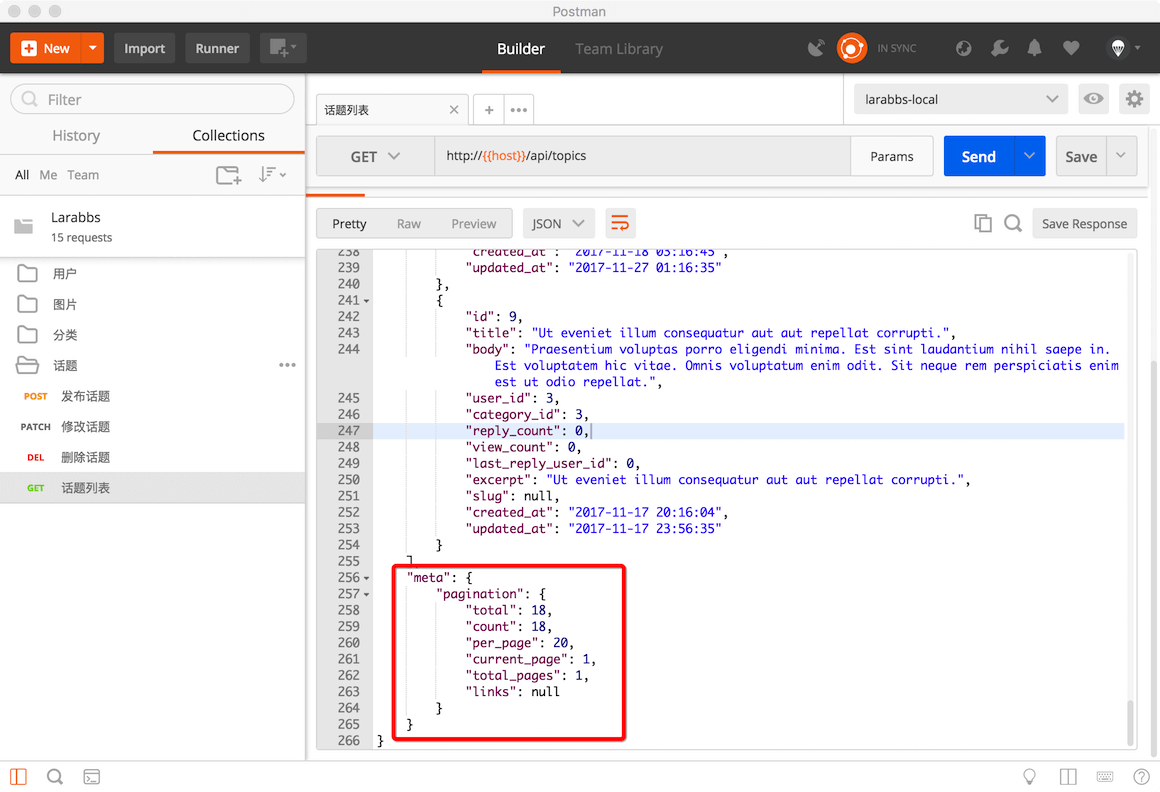 Postman
New
Import
Runner
Builder
Team Library
IN SYNC
Filter
History
Collections
All Me Team
Larabbs
15 requests
用户
图片
分类
话题
POST 发布话题
PATCH 修改话题
DEL 删除话题
GET 话题列表
话题列表
larabbs-local
GET
http://{{host}}/api/topics
Params
Send
Save
Pretty
Raw
Preview
JSON
Save Response
238 "created_at": "2017-11-18 03:16:45",
239 "updated_at": "2017-11-27 01:16:35"
240 },
241 {
242 "id": 9,
243 "title": "Ut eveniet illum consequatur aut aut repellat corrupti.",
244 "body": "Praesentium voluptas porro eligendi minima. Est sint laudantium nihil saepe in.
Est voluptatem hic vitae. Omnis voluptatum enim odit. Sit neque rem perspiciatis enim
est ut odio repellat.",
245 "user_id": 3,
246 "category_id": 3,
247 "reply_count": 0,
248 "view_count": 0,
249 "last_reply_user_id": 0,
250 "excerpt": "Ut eveniet illum consequatur aut aut repellat corrupti.",
251 "slug": null,
252 "created_at": "2017-11-17 20:16:04",
253 "updated_at": "2017-11-17 23:56:35"
254 }
255 ],
256 "meta": {
257 "pagination": {
258 "total": 18,
259 "count": 18,
260 "per_page": 20,
261 "current_page": 1,
262 "total_pages": 1,
263 "links": null
264 }
265 }
266 }